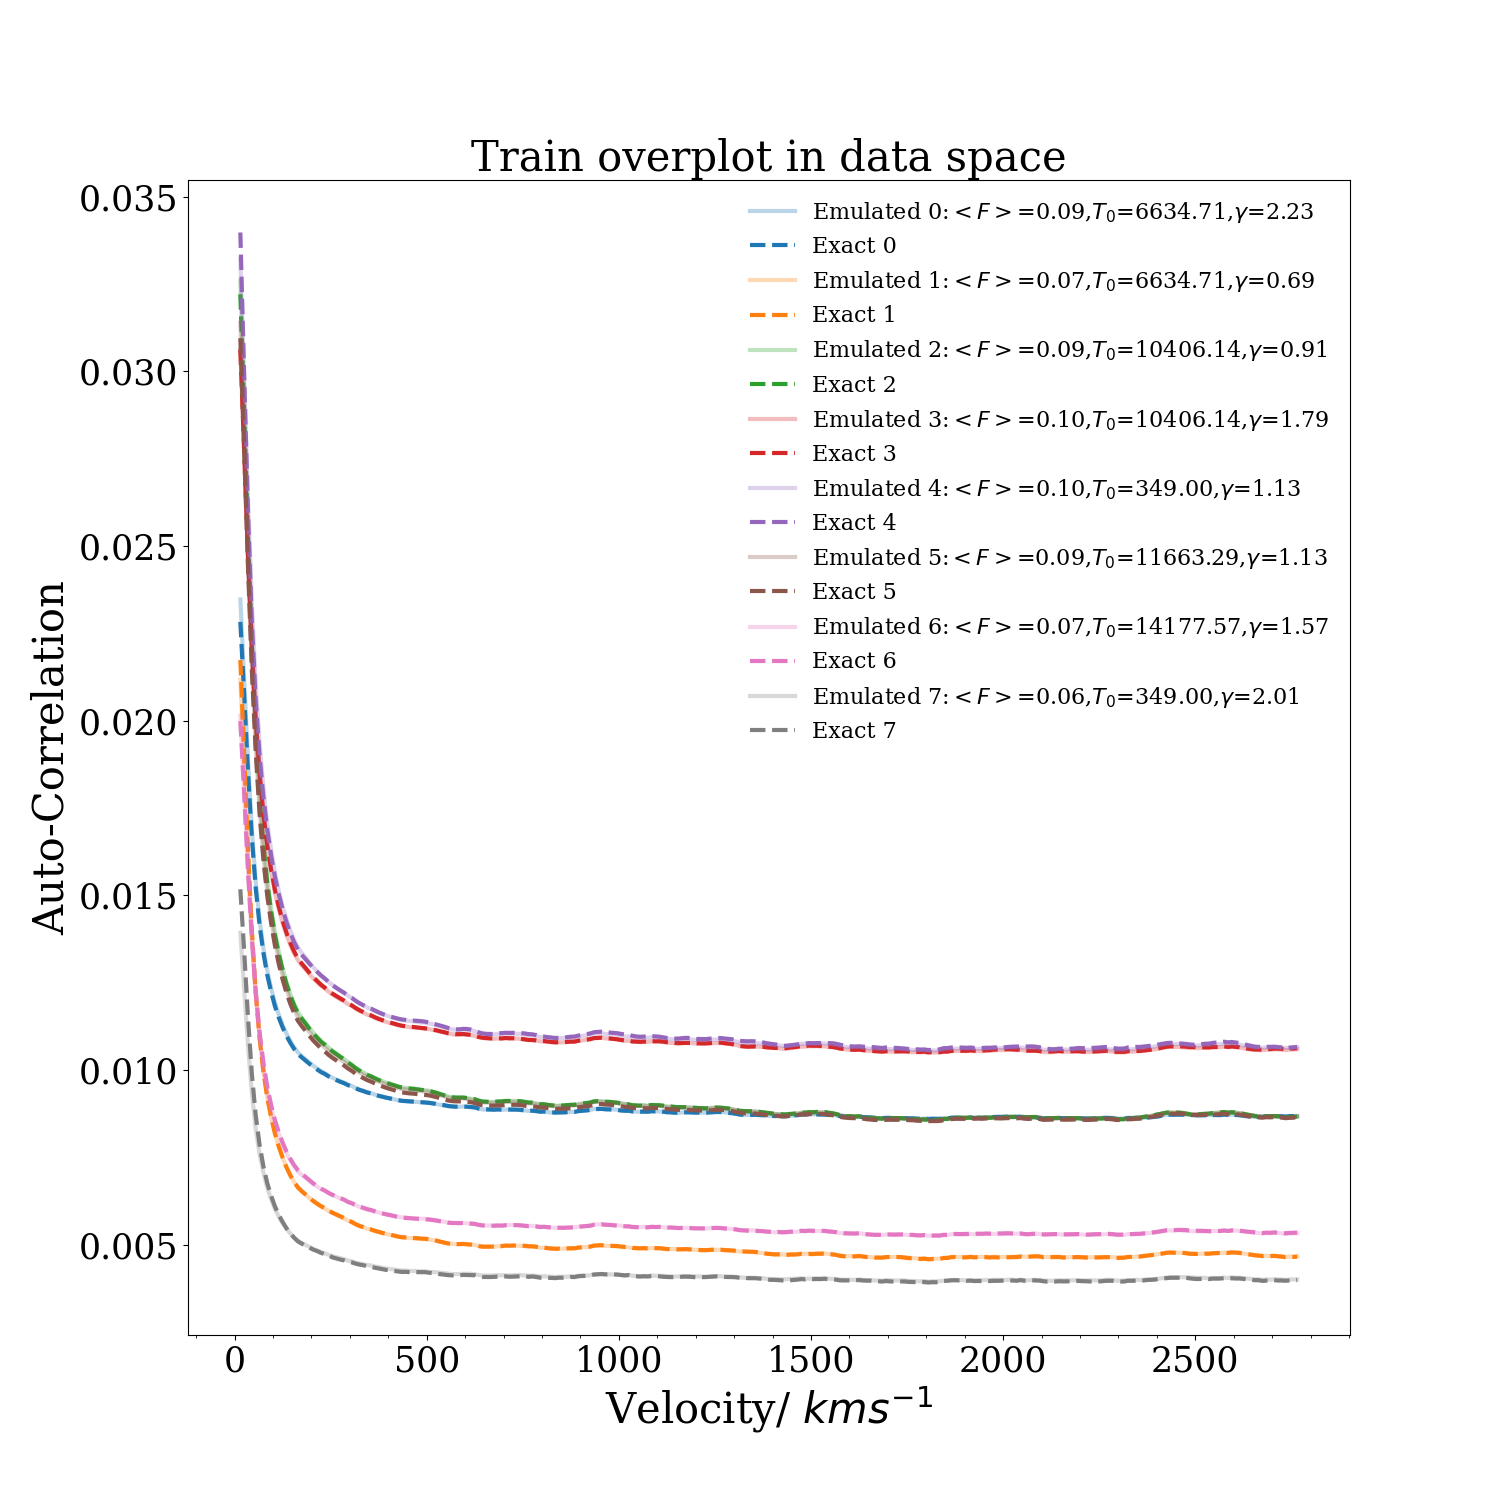 Train overplot in data space
Emulated 0: < F > =0.09,T₀=6634.71,γ=2.23
Exact 0
Emulated 1: < F > =0.07,T₀=6634.71,γ=0.69
Exact 1
Emulated 2: < F > =0.09,T₀=10406.14,γ=0.91
Exact 2
Emulated 3: < F > =0.10,T₀=10406.14,γ=1.79
Exact 3
Emulated 4: < F > =0.10,T₀=349.00,γ=1.13
Exact 4
Emulated 5: < F > =0.09,T₀=11663.29,γ=1.13
Exact 5
Emulated 6: < F > =0.07,T₀=14177.57,γ=1.57
Exact 6
Emulated 7: < F > =0.06,T₀=349.00,γ=2.01
Exact 7
Auto-Correlation
0.035
0.030
0.025
0.020
0.015
0.010
0.005
0 500 1000 1500 2000 2500
Velocity/ kms⁻¹